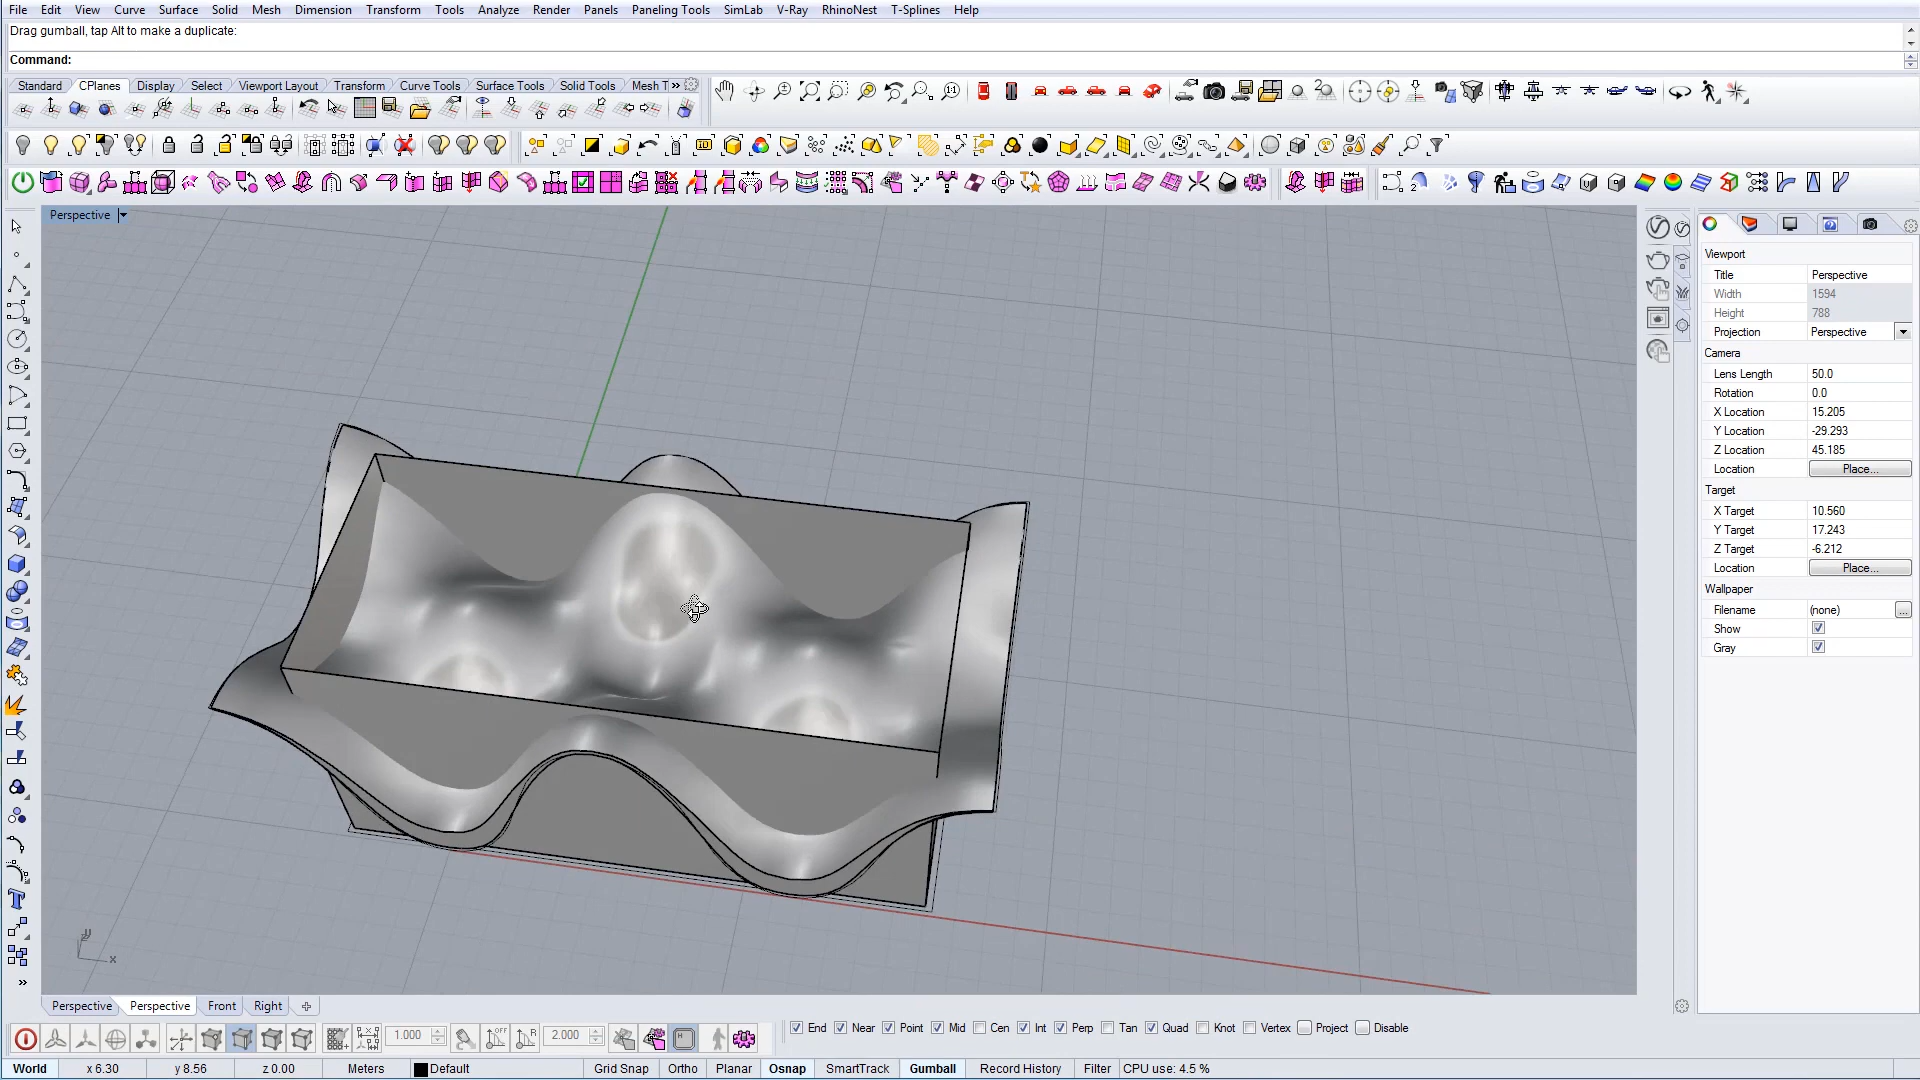 File Edit View Curve Surface Solid Mesh Dimension Transform Tools Analyze Render Panels Paneling Tools SimLab V-Ray RhinoNest T-Splines Help
Drag gumball, tap Alt to make a duplicate:
Command:
Standard CPlanes Display Select Viewport Layout Transform Curve Tools Surface Tools Solid Tools Mesh T »
Perspective
Viewport
Title Perspective
Width 1594
Height 788
Projection Perspective
Camera
Lens Length 50.0
Rotation 0.0
X Location 15.205
Y Location -29.293
Z Location 45.185
Location Place...
Target
X Target 10.560
Y Target 17.243
Z Target -6.212
Location Place...
Wallpaper
Filename (none) ...
Show
Gray
y
x
»
Perspective Perspective Front Right
1.000 2.000 End Near Point Mid Cen Int Perp Tan Quad Knot Vertex Project Disable
World x 6.30 y 8.56 z 0.00 Meters Default Grid Snap Ortho Planar Osnap SmartTrack Gumball Record History Filter CPU use: 4.5 %